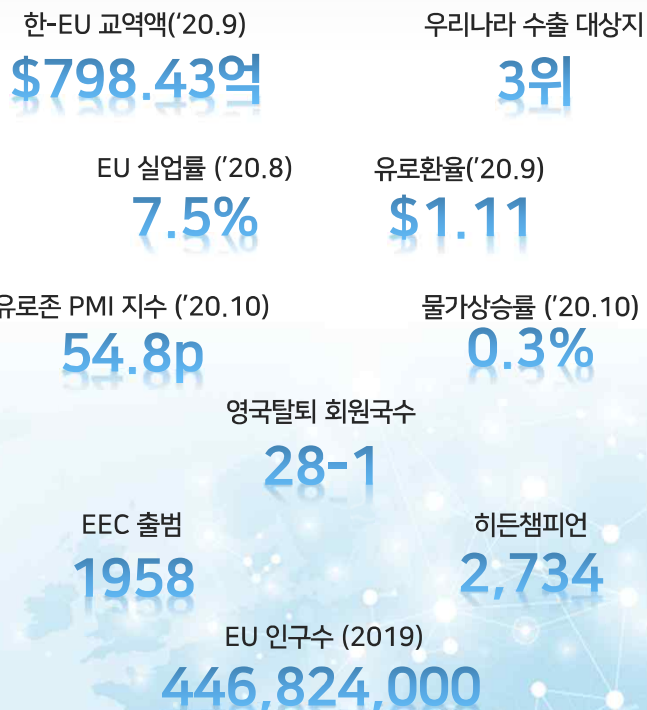 한-EU 교역액('20.9)
$798.43억
우리나라 수출 대상지
3위
EU 실업률 ('20.8)
7.5%
유로환율('20.9)
$1.11
유로존 PMI 지수 ('20.10)
54.8p
물가상승률 ('20.10)
0.3%
영국탈퇴 회원국수
28-1
EEC 출범
1958
히든챔피언
2,734
EU 인구수 (2019)
446,824,000